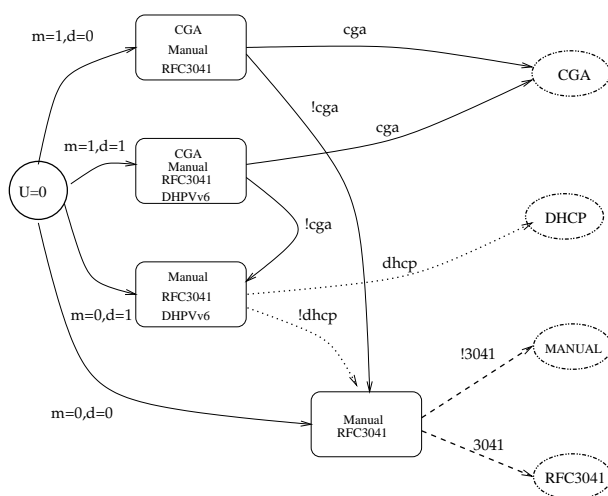 m=1,d=0
CGA
Manual
RFC3041
cga
CGA
!cga
m=1,d=1
CGA
Manual
RFC3041
DHPVv6
cga
U=0
!cga
DHCP
dhcp
Manual
RFC3041
DHPVv6
m=0,d=1
!dhcp
!3041
MANUAL
m=0,d=0
Manual
RFC3041
3041
RFC3041